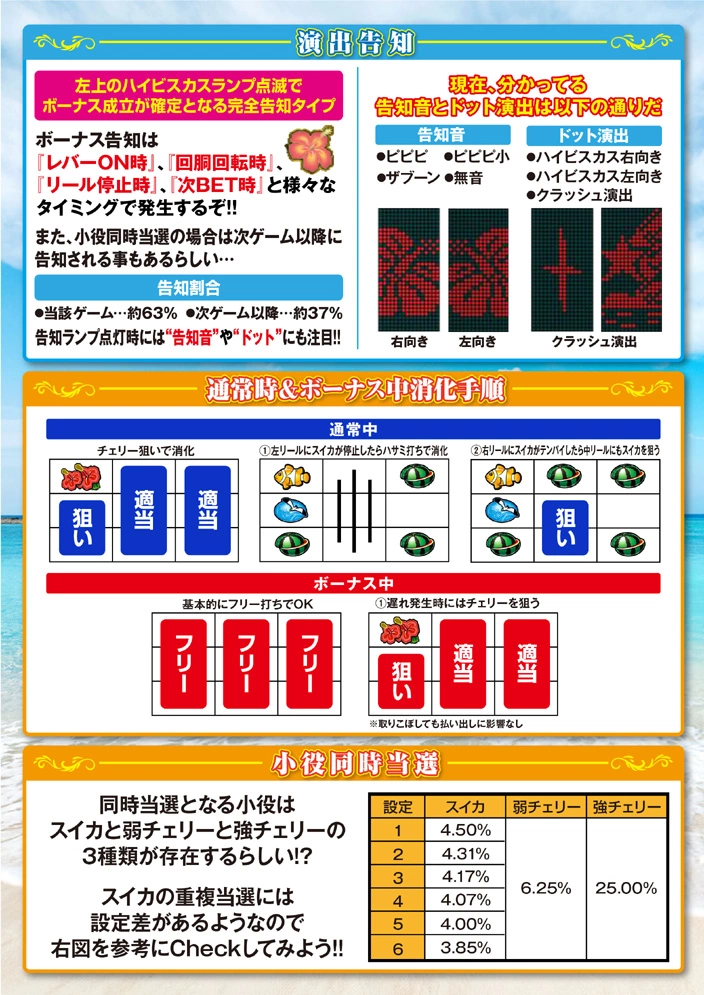 演出告知
左上のハイビスカスランプ点滅で
ボーナス成立が確定となる完全告知タイプ
ボーナス告知は
『レバーON時』、『回胴回転時』、
『リール停止時』、『次BET時』と様々な
タイミングで発生するぞ!!
また、小役同時当選の場合は次ゲーム以降に
告知される事もあるらしい…
告知割合
●当該ゲーム…約63% ●次ゲーム以降…約37%
告知ランプ点灯時には“告知音”や“ドット”にも注目!!
現在、分かってる
告知音とドット演出は以下の通りだ
告知音
●ピピピ ●ピピピ小
●ザブーン ●無音
ドット演出
●ハイビスカス右向き
●ハイビスカス左向き
●クラッシュ演出
右向き 左向き クラッシュ演出
通常時&ボーナス中消化手順
通常中
チェリー狙いで消化
狙い 適当 適当
①左リールにスイカが停止したらハサミ打ちで消化
②右リールにスイカがテンパイしたら中リールにもスイカを狙う
狙い
ボーナス中
基本的にフリー打ちでOK
フリー フリー フリー
①遅れ発生時にはチェリーを狙う
狙い 適当 適当
※取りこぼしても払い出しに影響なし
小役同時当選
同時当選となる小役は
スイカと弱チェリーと強チェリーの
3種類が存在するらしい!?
スイカの重複当選には
設定差があるようなので
右図を参考にCheckしてみよう!!
設定 スイカ 弱チェリー 強チェリー
1 4.50%
2 4.31%
3 4.17%
4 4.07%
5 4.00%
6 3.85%
6.25% 25.00%